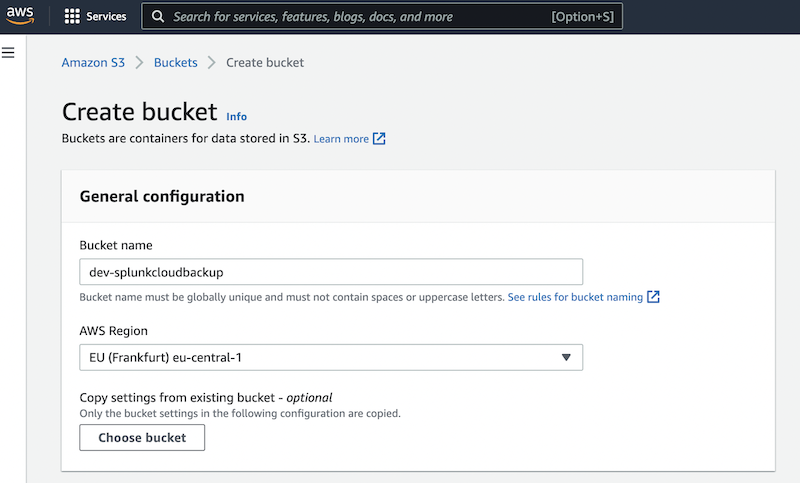 aws Services Search for services, features, blogs, docs, and more [Option+S]
Amazon S3 > Buckets > Create bucket
Create bucket Info
Buckets are containers for data stored in S3. Learn more
General configuration
Bucket name
dev-splunkcloudbackup
Bucket name must be globally unique and must not contain spaces or uppercase letters. See rules for bucket naming
AWS Region
EU (Frankfurt) eu-central-1
Copy settings from existing bucket - optional
Only the bucket settings in the following configuration are copied.
Choose bucket